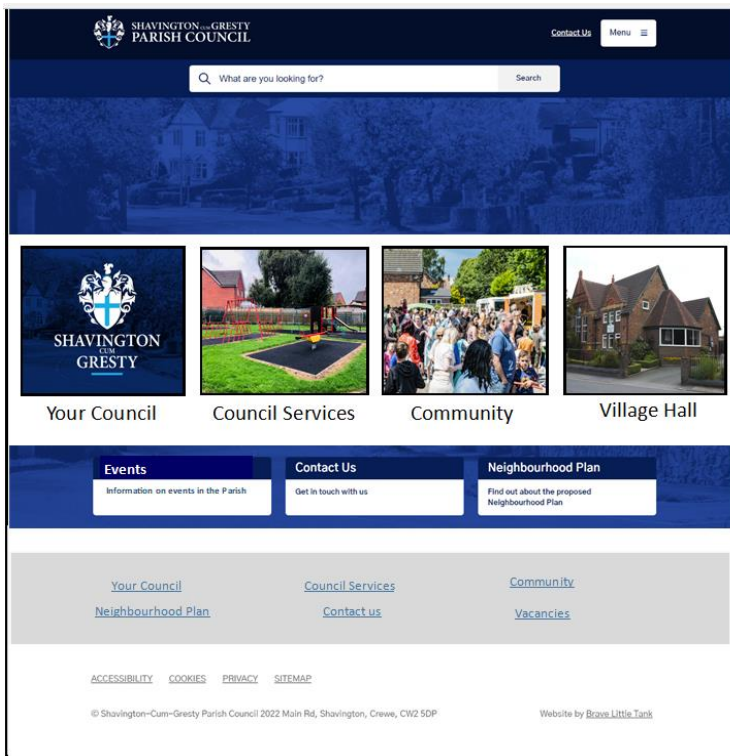 SHAVINGTON CUM GRESTY
PARISH COUNCIL
Contact Us
Menu
What are you looking for?
Search
SHAVINGTON
CUM
GRESTY
Your Council
Council Services
Community
Village Hall
Events
Information on events in the Parish
Contact Us
Get in touch with us
Neighbourhood Plan
Find out about the proposed
Neighbourhood Plan
Your Council
Council Services
Community
Neighbourhood Plan
Contact us
Vacancies
ACCESSIBILITY COOKIES PRIVACY SITEMAP
© Shavington-Cum-Gresty Parish Council 2022 Main Rd, Shavington, Crewe, CW2 5DP
Website by Brave Little Tank